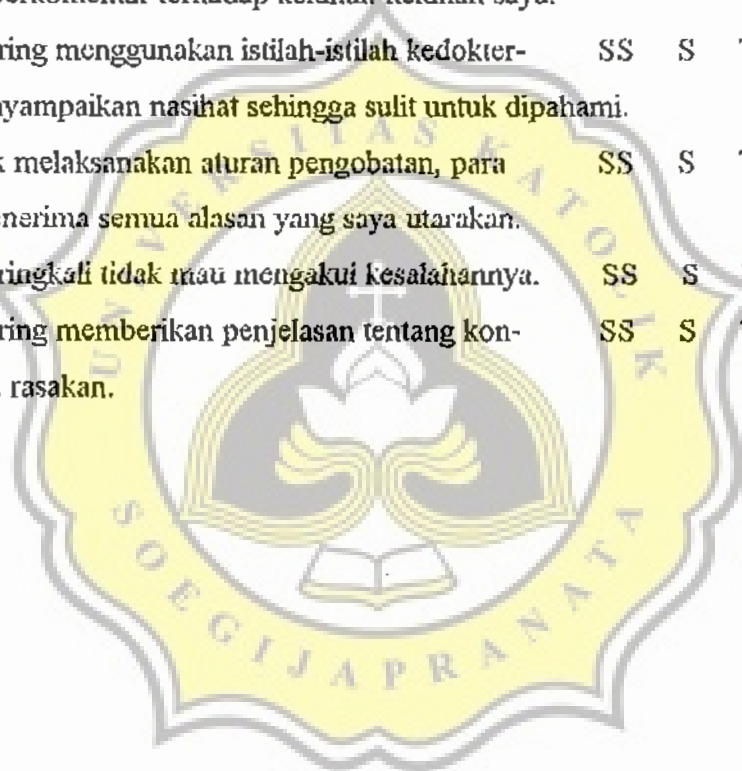 berkomentar terhadap keluhan-keluhan saya.
ring menggunakan istilah-istilah kedokter- SS S
nyampaikan nasihat sehingga sulit untuk dipahami.
k melaksanakan aturan pengobatan, para SS S
enerima semua alasan yang saya utarakan.
ringkali tidak mau mengakui kesalahannya. SS S
ring memberikan penjelasan tentang kon- SS S
rasakan.
UNIVERSITAS KATOLIK
SOEGIJAPRANATA